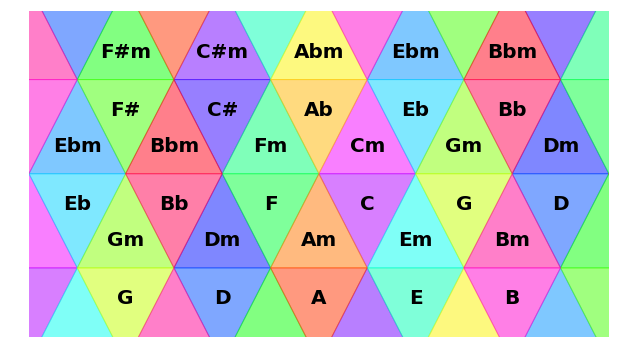 F#m C#m Abm Ebm Bbm
F# C# Ab Eb Bb
Ebm Bbm Fm Cm Gm Dm
Eb Bb F C G D
Gm Dm Am Em Bm
G D A E B